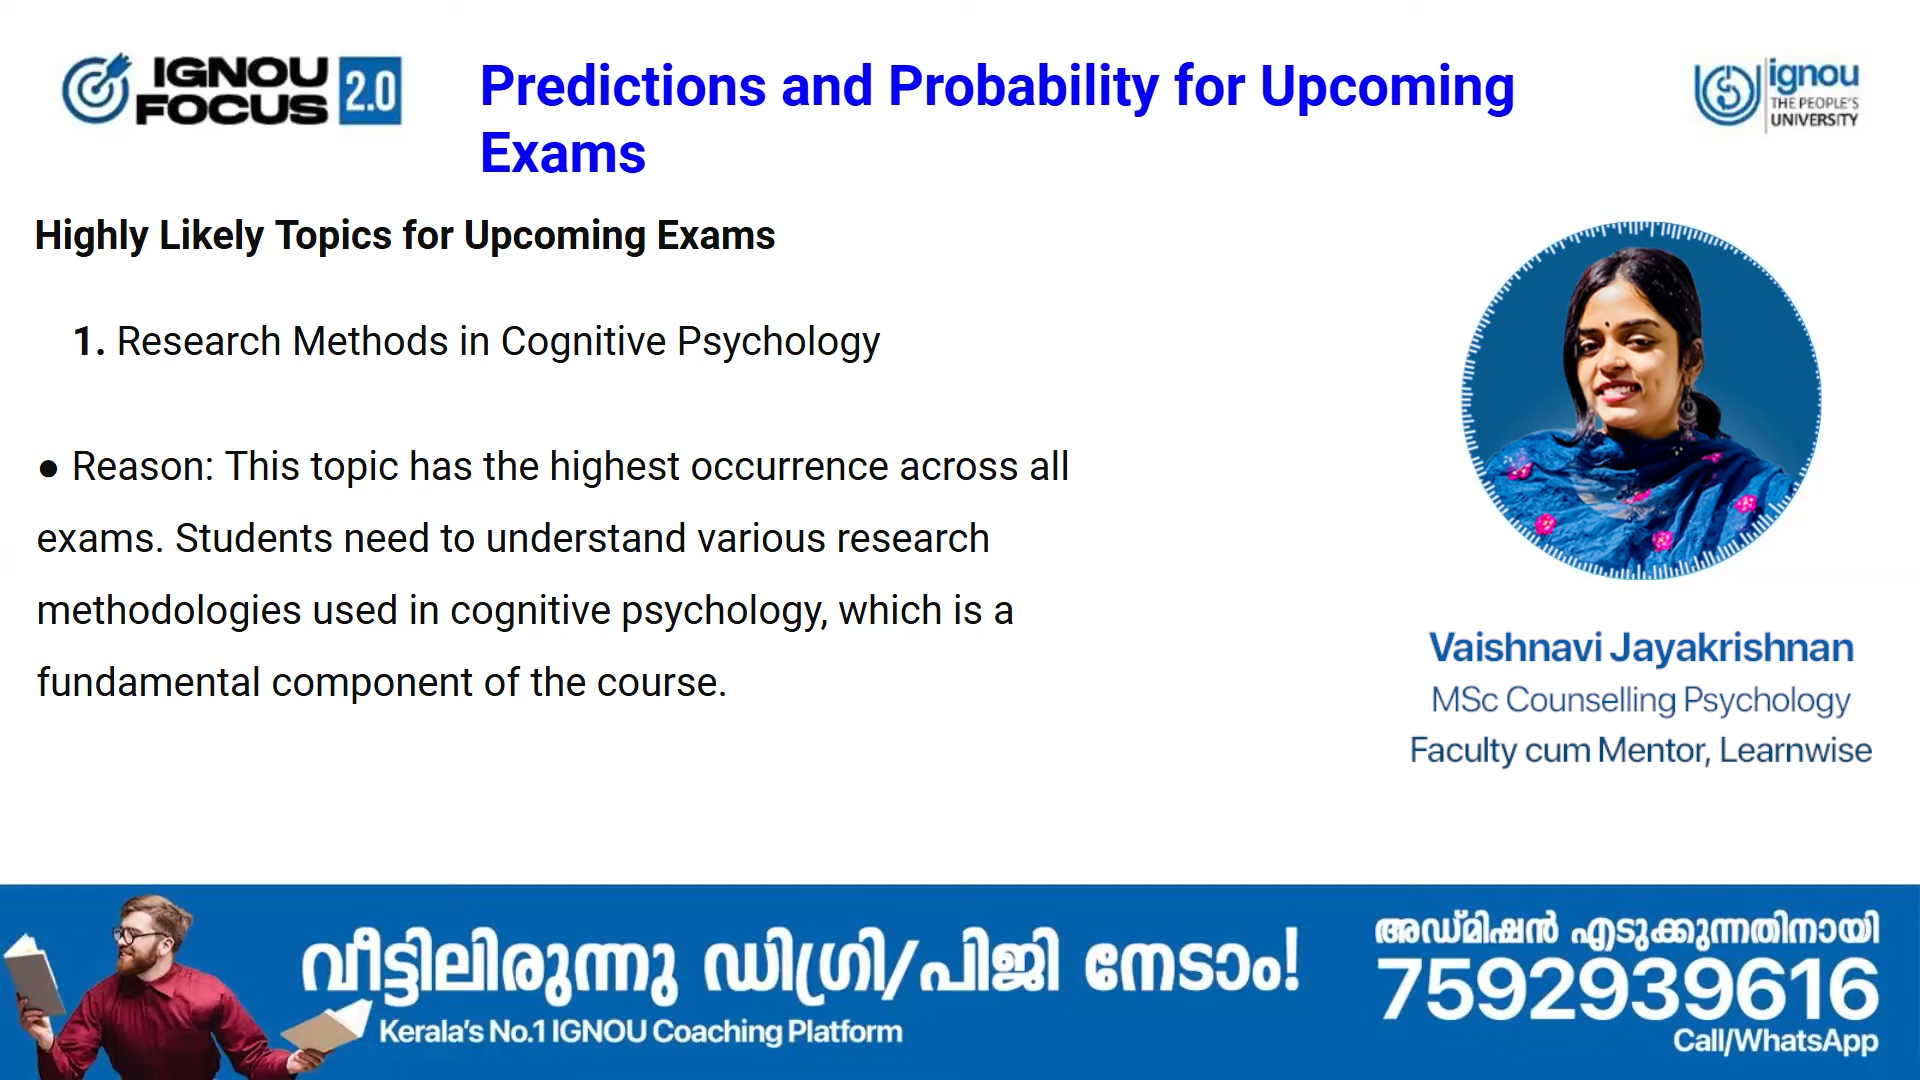 IGNOU
FOCUS 2.0
Predictions and Probability for Upcoming
Exams
ignou
THE PEOPLE'S
UNIVERSITY
Highly Likely Topics for Upcoming Exams
1. Research Methods in Cognitive Psychology
● Reason: This topic has the highest occurrence across all
exams. Students need to understand various research
methodologies used in cognitive psychology, which is a
fundamental component of the course.
Vaishnavi Jayakrishnan
MSc Counselling Psychology
Faculty cum Mentor, Learnwise
വീട്ടിലിരുന്നു ഡിഗ്രി/പിജി നേടാം!
Kerala's No.1 IGNOU Coaching Platform
അഡ്മിഷൻ എടുക്കുന്നതിനായി
7592939616
Call/WhatsApp